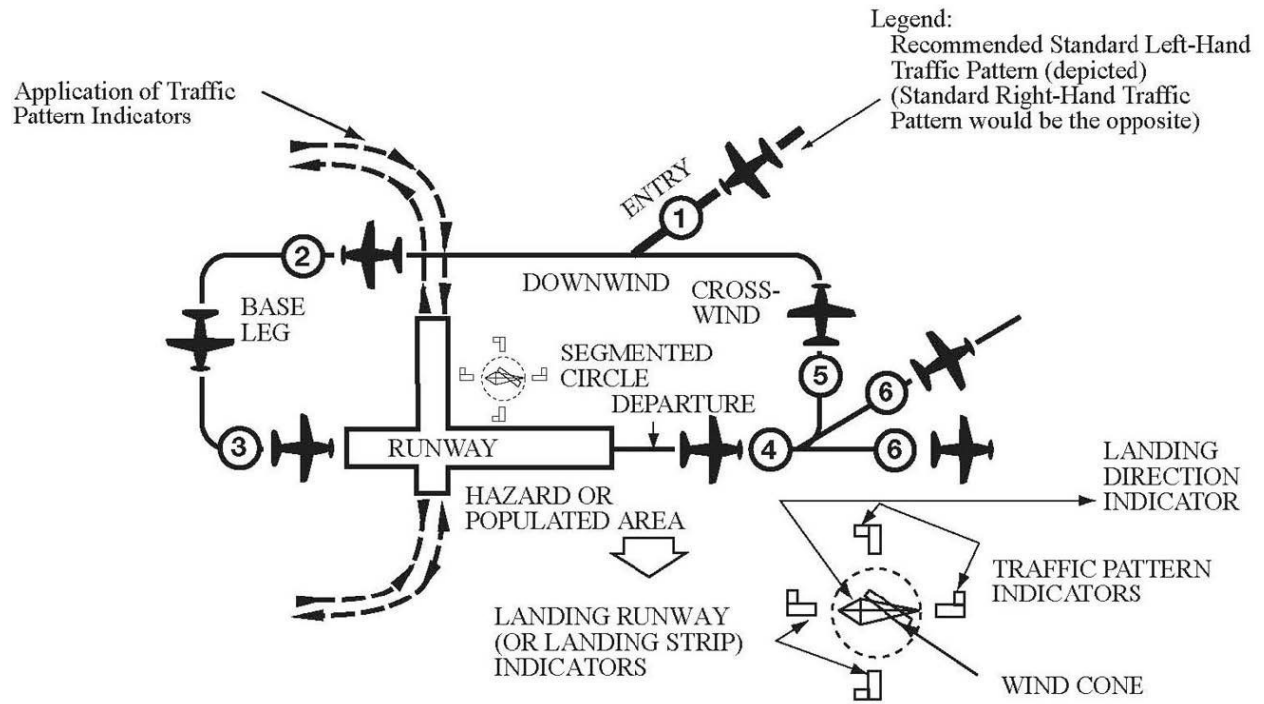 Legend:
Recommended Standard Left-Hand
Traffic Pattern (depicted)
(Standard Right-Hand Traffic
Pattern would be the opposite)
Application of Traffic
Pattern Indicators
ENTRY
1
2
DOWNWIND
CROSS-
WIND
BASE
LEG
SEGMENTED
CIRCLE
5
6
DEPARTURE
3
RUNWAY
4
6
LANDING
DIRECTION
INDICATOR
HAZARD OR
POPULATED AREA
TRAFFIC PATTERN
INDICATORS
LANDING RUNWAY
(OR LANDING STRIP)
INDICATORS
WIND CONE